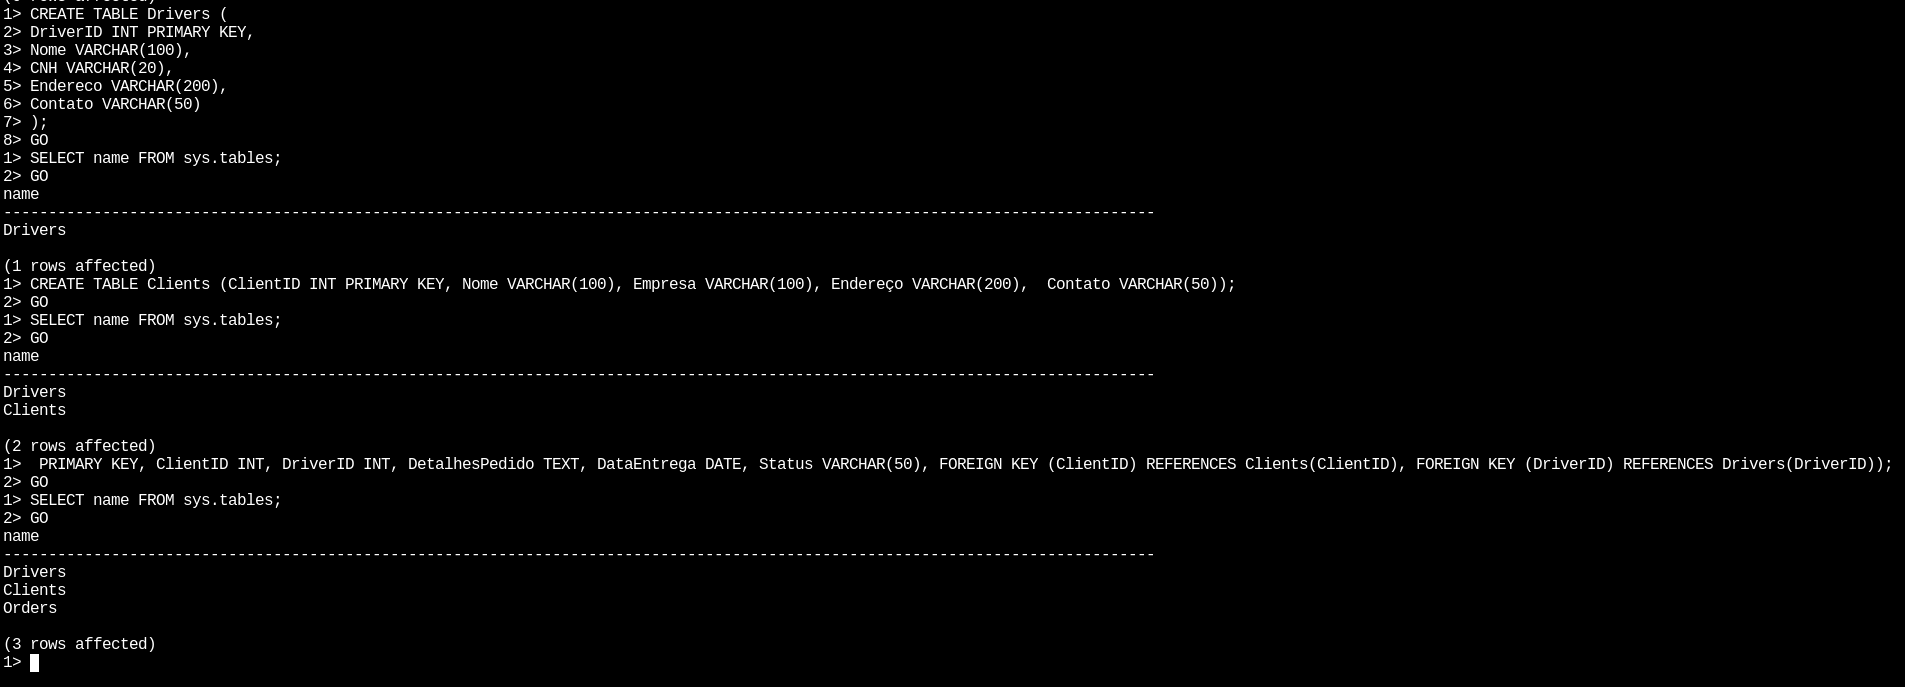 1> CREATE TABLE Drivers (
2> DriverID INT PRIMARY KEY,
3> Nome VARCHAR(100),
4> CNH VARCHAR(20),
5> Endereco VARCHAR(200),
6> Contato VARCHAR(50)
7> );
8> GO
1> SELECT name FROM sys.tables;
2> GO
name
--------------------------------------------------------------------------------------------------------------------------------
Drivers
(1 rows affected)
1> CREATE TABLE Clients (ClientID INT PRIMARY KEY, Nome VARCHAR(100), Empresa VARCHAR(100), Endereço VARCHAR(200),  Contato VARCHAR(50));
2> GO
1> SELECT name FROM sys.tables;
2> GO
name
--------------------------------------------------------------------------------------------------------------------------------
Drivers
Clients
(2 rows affected)
1>  PRIMARY KEY, ClientID INT, DriverID INT, DetalhesPedido TEXT, DataEntrega DATE, Status VARCHAR(50), FOREIGN KEY (ClientID) REFERENCES Clients(ClientID), FOREIGN KEY (DriverID) REFERENCES Drivers(DriverID));
2> GO
1> SELECT name FROM sys.tables;
2> GO
name
--------------------------------------------------------------------------------------------------------------------------------
Drivers
Clients
Orders
(3 rows affected)
1>